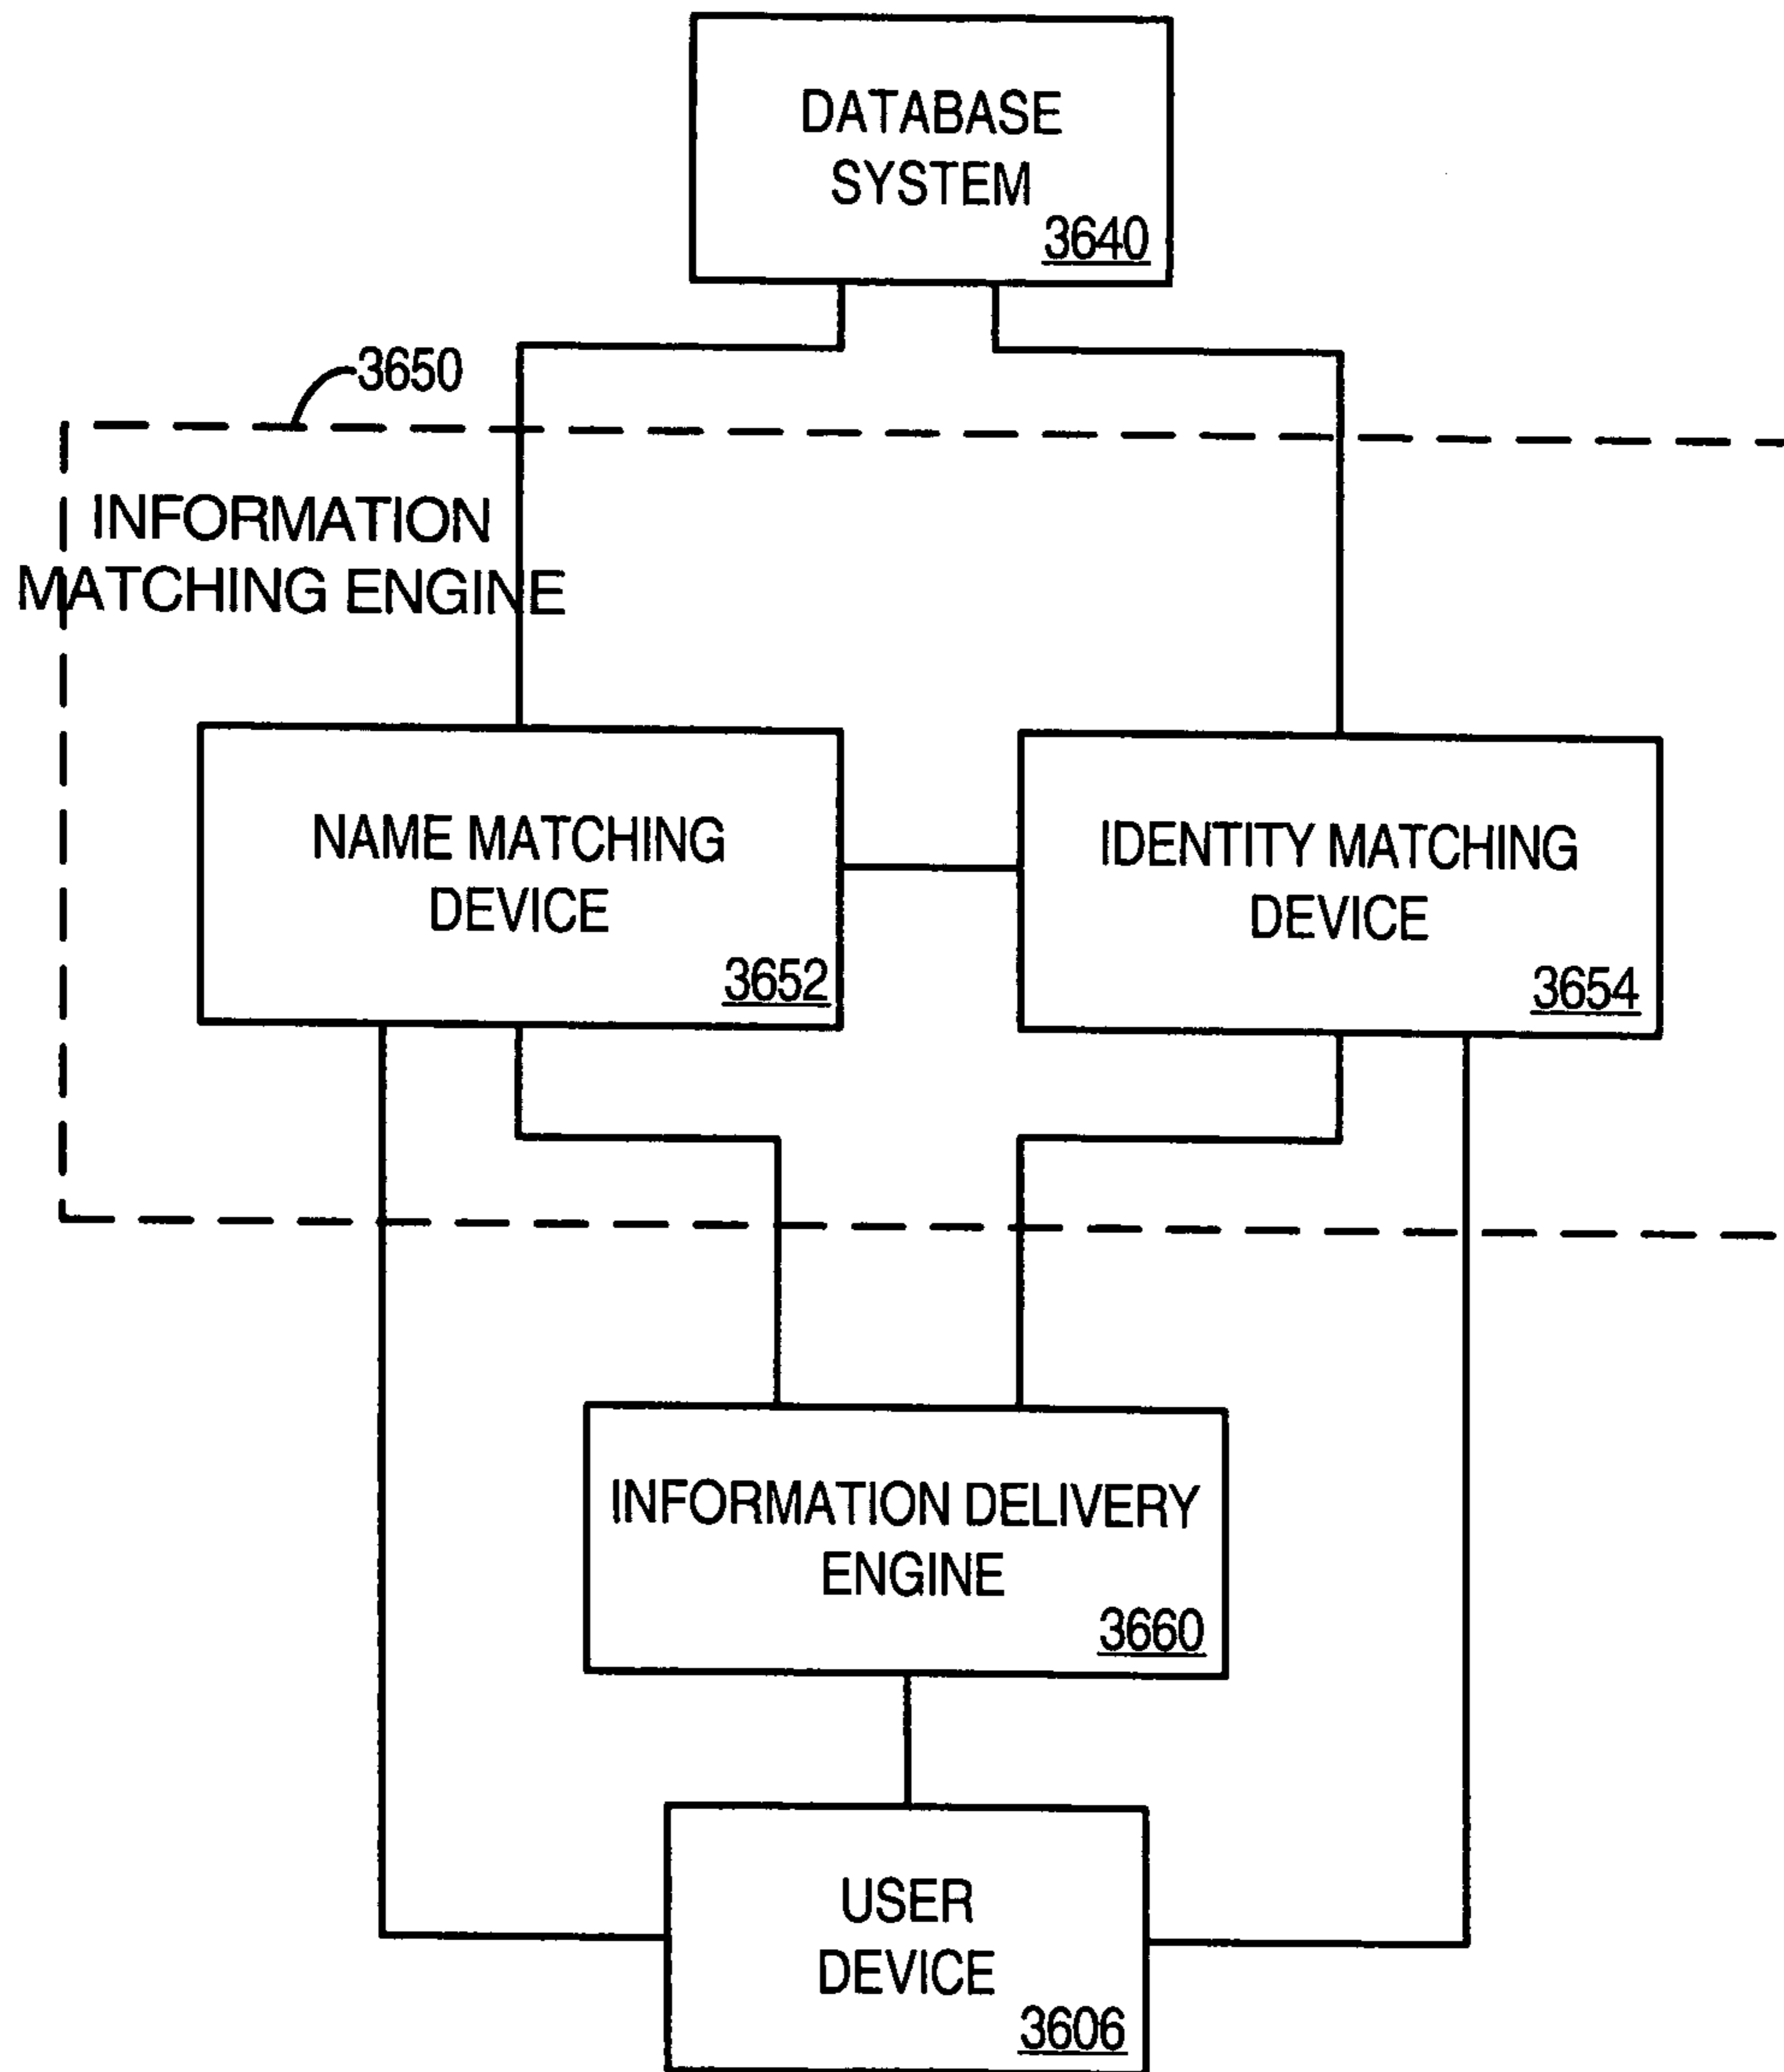 DATABASE
SYSTEM
3640
3650
INFORMATION
MATCHING ENGINE
NAME MATCHING
DEVICE
3652
IDENTITY MATCHING
DEVICE
3654
INFORMATION DELIVERY
ENGINE
3660
USER
DEVICE
3606